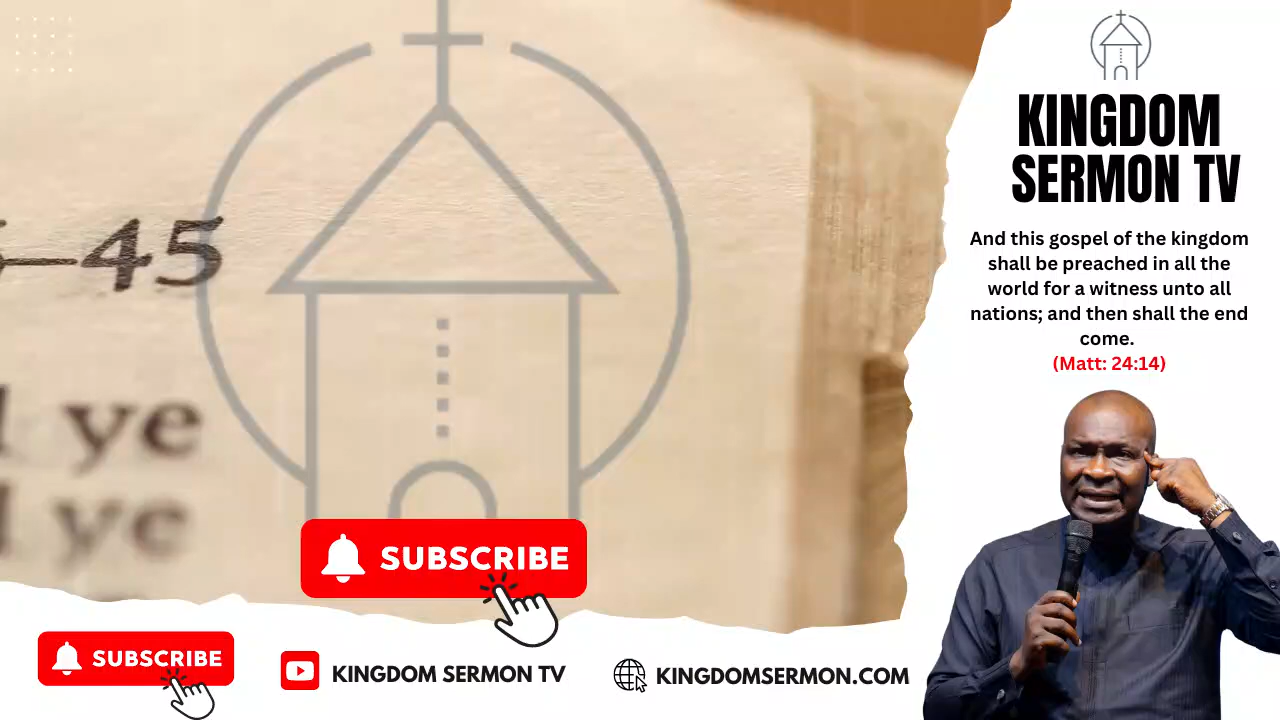 KINGDOM
SERMON TV
And this gospel of the kingdom
shall be preached in all the
world for a witness unto all
nations; and then shall the end
come.
(Matt: 24:14)
–45
ye
ye
SUBSCRIBE
SUBSCRIBE
KINGDOM SERMON TV
KINGDOMSERMON.COM